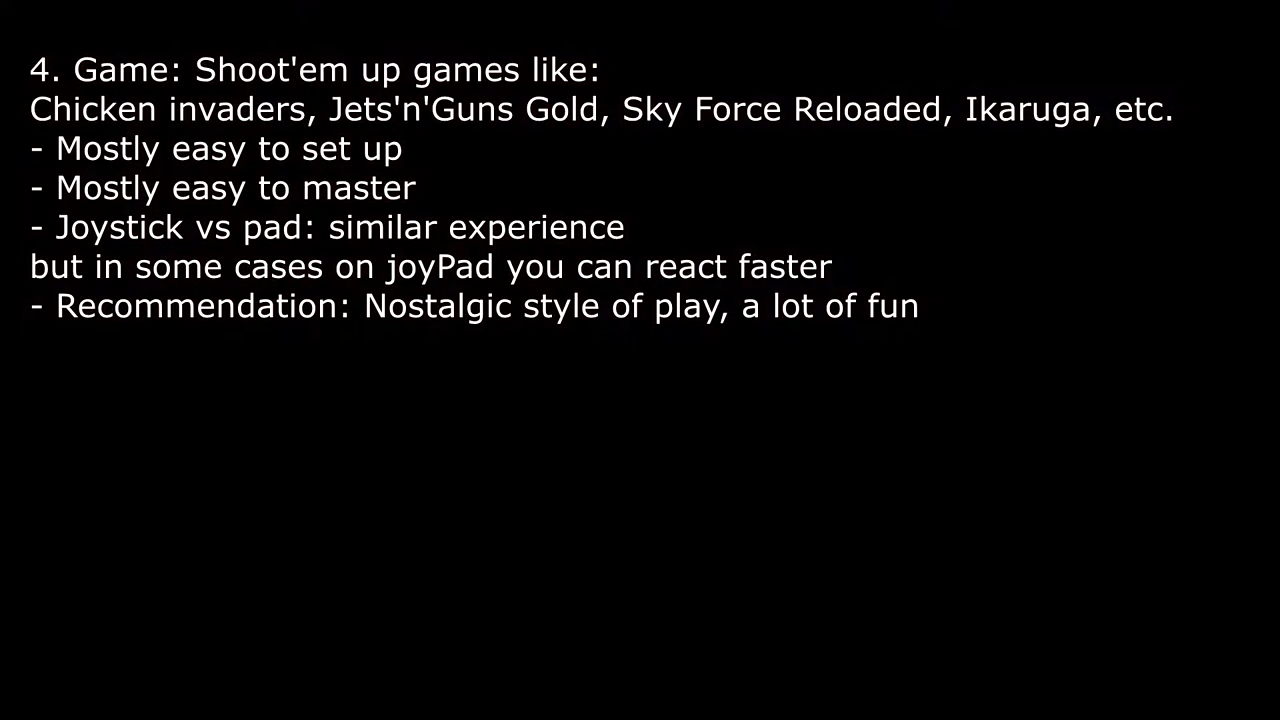 4. Game: Shoot'em up games like:
Chicken invaders, Jets'n'Guns Gold, Sky Force Reloaded, Ikaruga, etc.
- Mostly easy to set up
- Mostly easy to master
- Joystick vs pad: similar experience
but in some cases on joyPad you can react faster
- Recommendation: Nostalgic style of play, a lot of fun